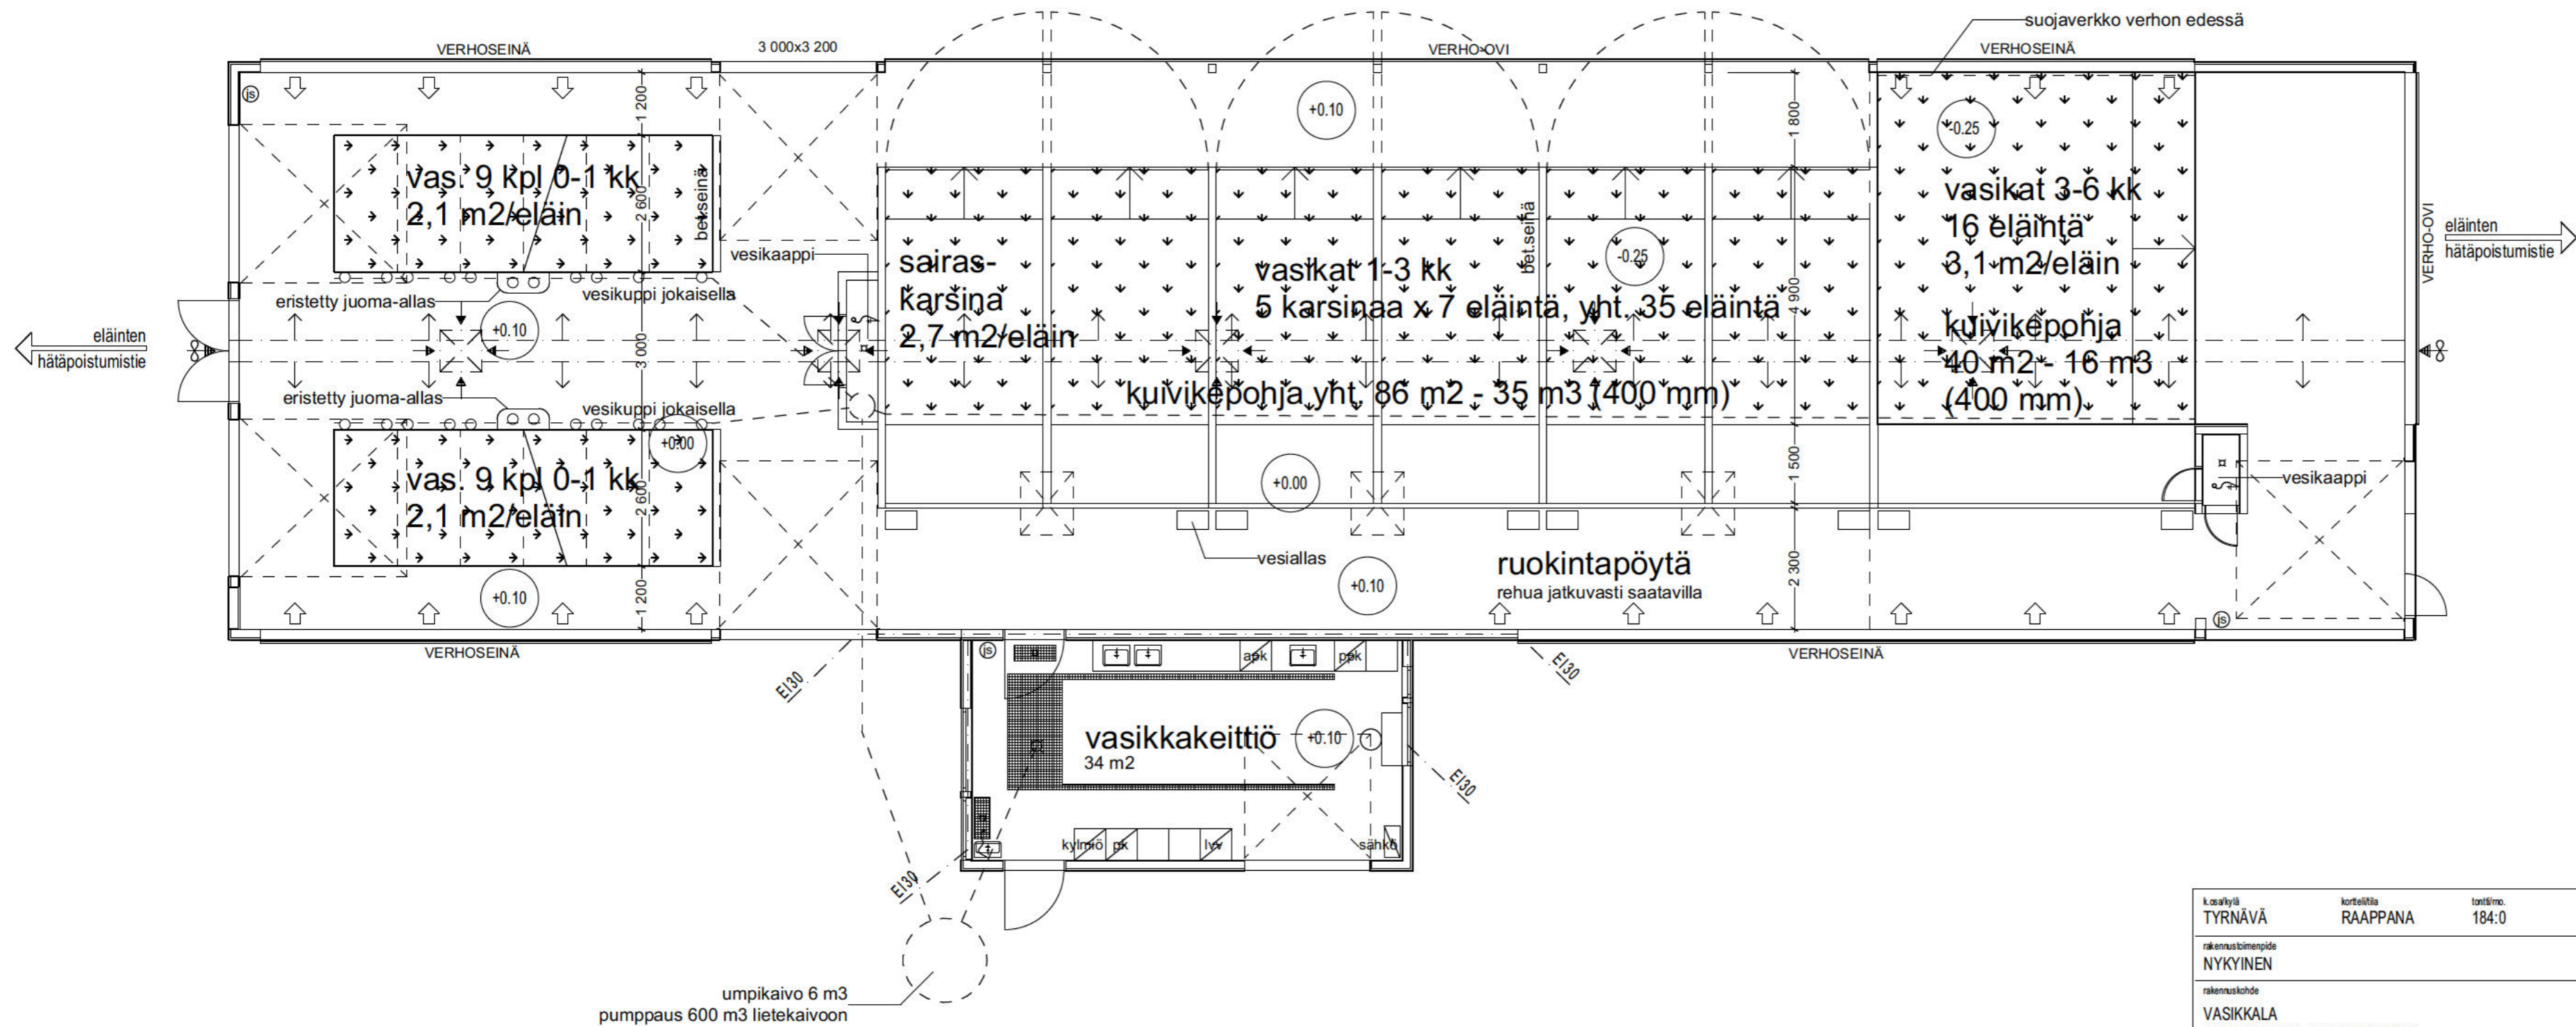 suojaverkko verhon edessä
VERHOSEINÄ
3 000x3 200
VERHO-OVI
VERHOSEINÄ
js
1 200
+0.10
1 800
-0.25
vas. 9 kpl 0-1 kk
2,1 m2/eläin
2 600
bet.seinä
vesikaappi
sairas-
karsina
2,7 m2/eläin
vasikat 1-3 kk
5 karsinaa x 7 eläintä, yht. 35 eläintä
bet.seinä
-0.25
4 900
vasikat 3-6 kk
16 eläintä
3,1 m2/eläin
kuivikepohja
40 m2 - 16 m3
(400 mm)
VERHO-OVI
eläinten
hätäpoistumistie
eristetty juoma-allas
vesikuppi jokaisella
+0.10
3 000
eläinten
hätäpoistumistie
eristetty juoma-allas
vesikuppi jokaisella
kuivikepohja yht. 86 m2 - 35 m3 (400 mm)
+0.00
vas. 9 kpl 0-1 kk
2,1 m2/eläin
2 600
+0.00
1 500
vesikaappi
vesiallas
ruokintapöytä
rehua jatkuvasti saatavilla
2 300
+0.10
+0.10
1 200
js
VERHOSEINÄ
VERHOSEINÄ
js
apk
ppk
EI30
EI30
vasikkakeittiö
34 m2
+0.10
EI30
kylmiö
pk
lvv
sähkö
EI30
umpikaivo 6 m3
pumppaus 600 m3 lietekaivoon
k.osa/kylä
kortteli/tila
tontti/rno.
TYRNÄVÄ
RAAPPANA
184:0
rakennustoimenpide
NYKYINEN
rakennuskohde
VASIKKALA